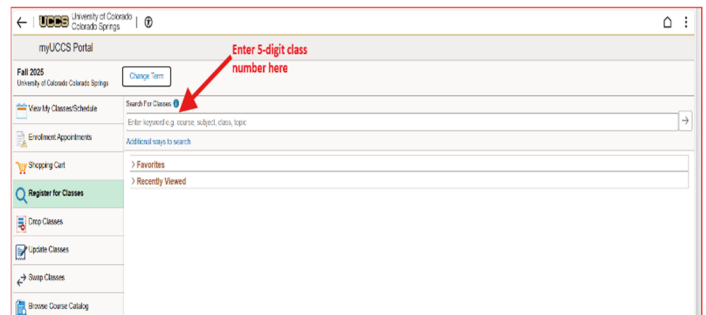 UCCS University of Colorado
Colorado Springs
myUCCS Portal
Enter 5-digit class
number here
Fall 2025
University of Colorado Colorado Springs
Change Term
View My Classes/Schedule
Search For Classes
Enter keyword e.g. course, subject, class, topic
Enrollment Appointments
Additional ways to search
Shopping Cart
> Favorites
> Recently Viewed
Register for Classes
Drop Classes
Update Classes
Swap Classes
Browse Course Catalog